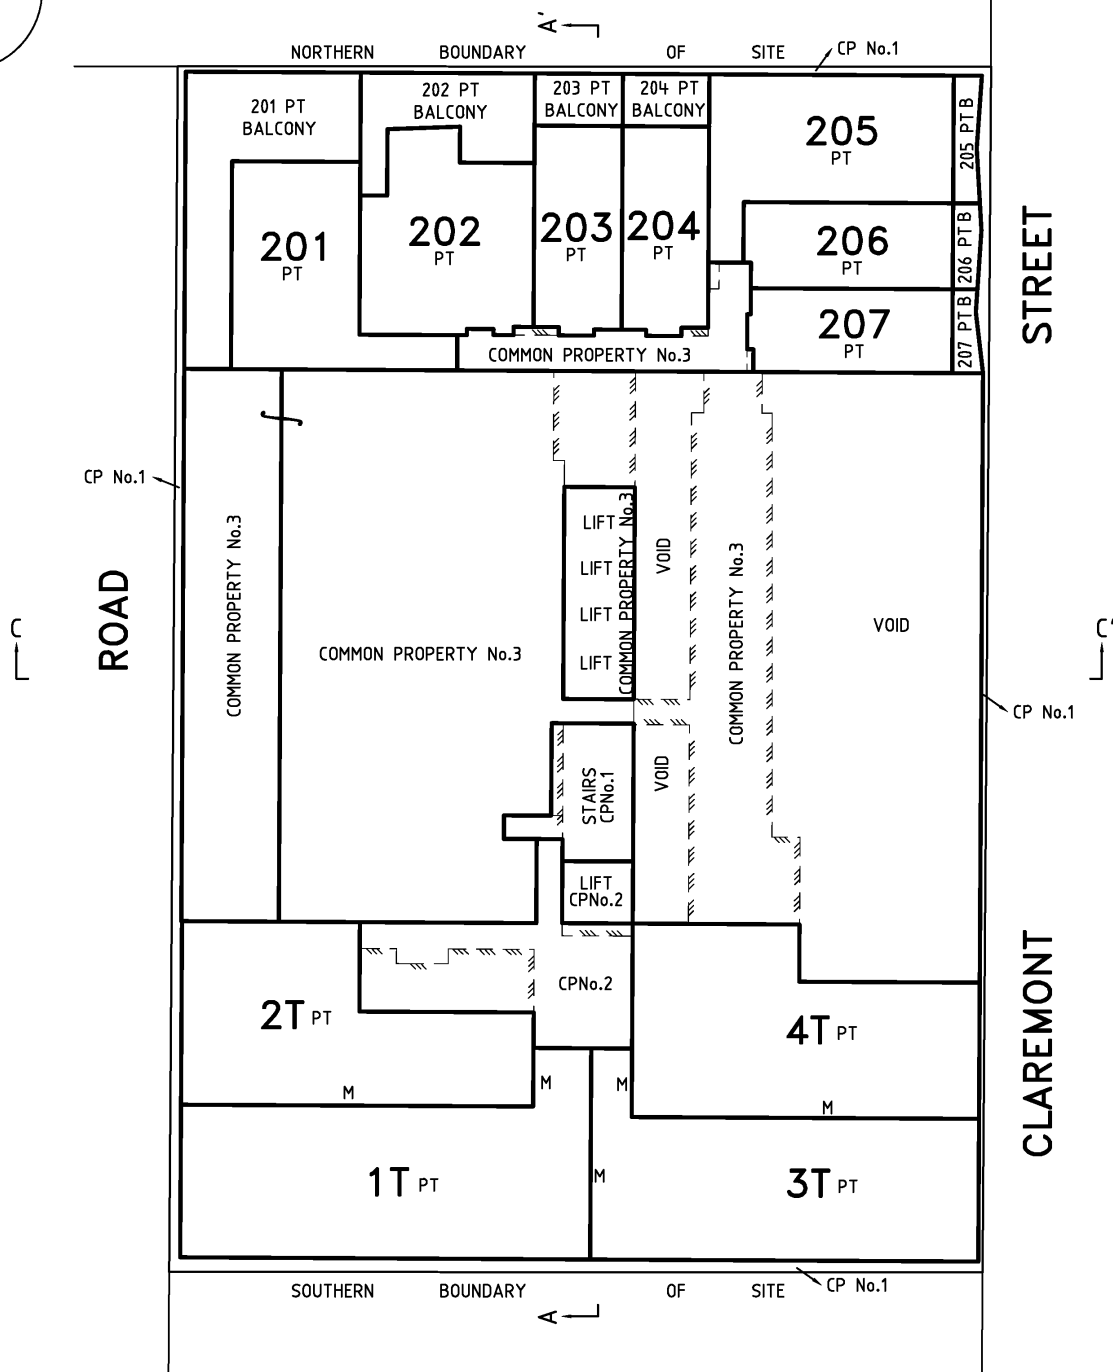 A'
NORTHERN BOUNDARY OF SITE
CP No.1
201 PT
BALCONY
202 PT
BALCONY
203 PT
BALCONY
204 PT
BALCONY
205
PT
205 PT B
201
PT
202
PT
203
PT
204
PT
206
PT
206 PT B
207
PT
207 PT B
COMMON PROPERTY No.3
STREET
CP No.1
COMMON PROPERTY No.3
COMMON PROPERTY No.3
LIFT
LIFT
LIFT
LIFT
COMMON PROPERTY No.3
VOID
COMMON PROPERTY No.3
VOID
ROAD
C
C'
CP No.1
STAIRS
CPNo.1
VOID
LIFT
CPNo.2
CPNo.2
2T PT
4T PT
M
M
M
M
1T PT
M
3T PT
CLAREMONT
CP No.1
SOUTHERN BOUNDARY OF SITE
A